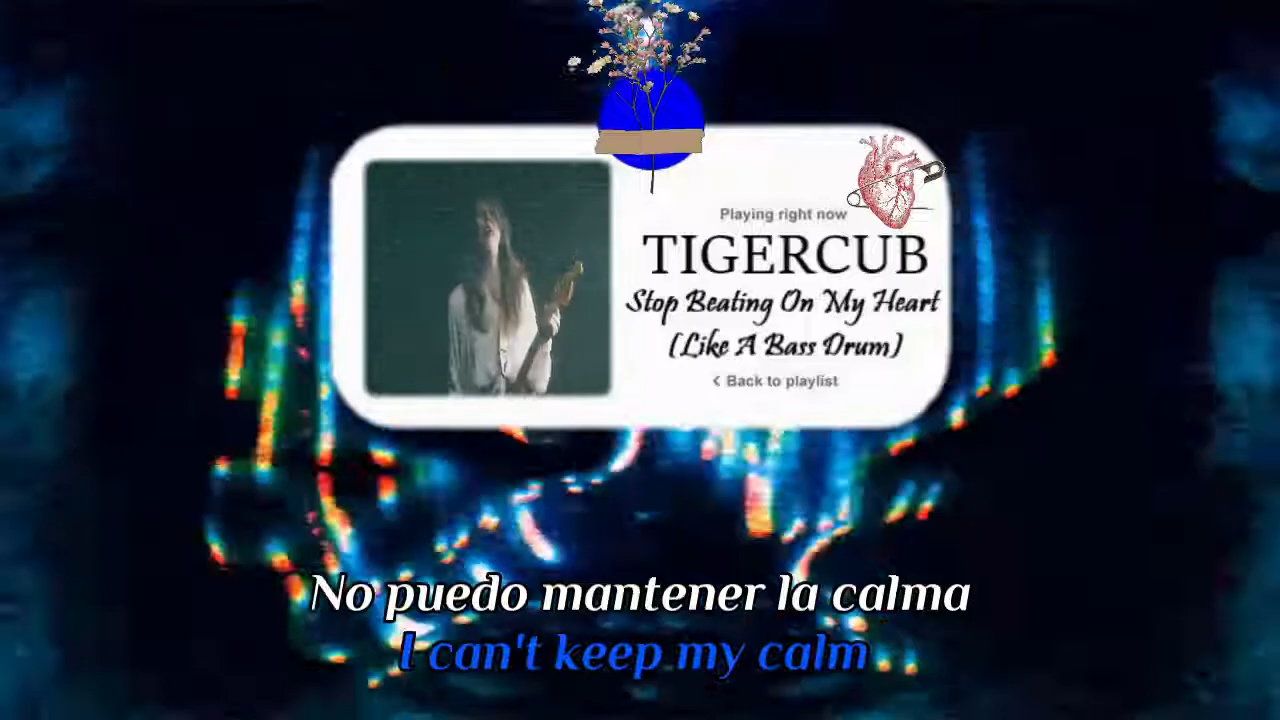 Playing right now
TIGERCUB
Stop Beating On My Heart
(Like A Bass Drum)
< Back to playlist
No puedo mantener la calma
I can't keep my calm